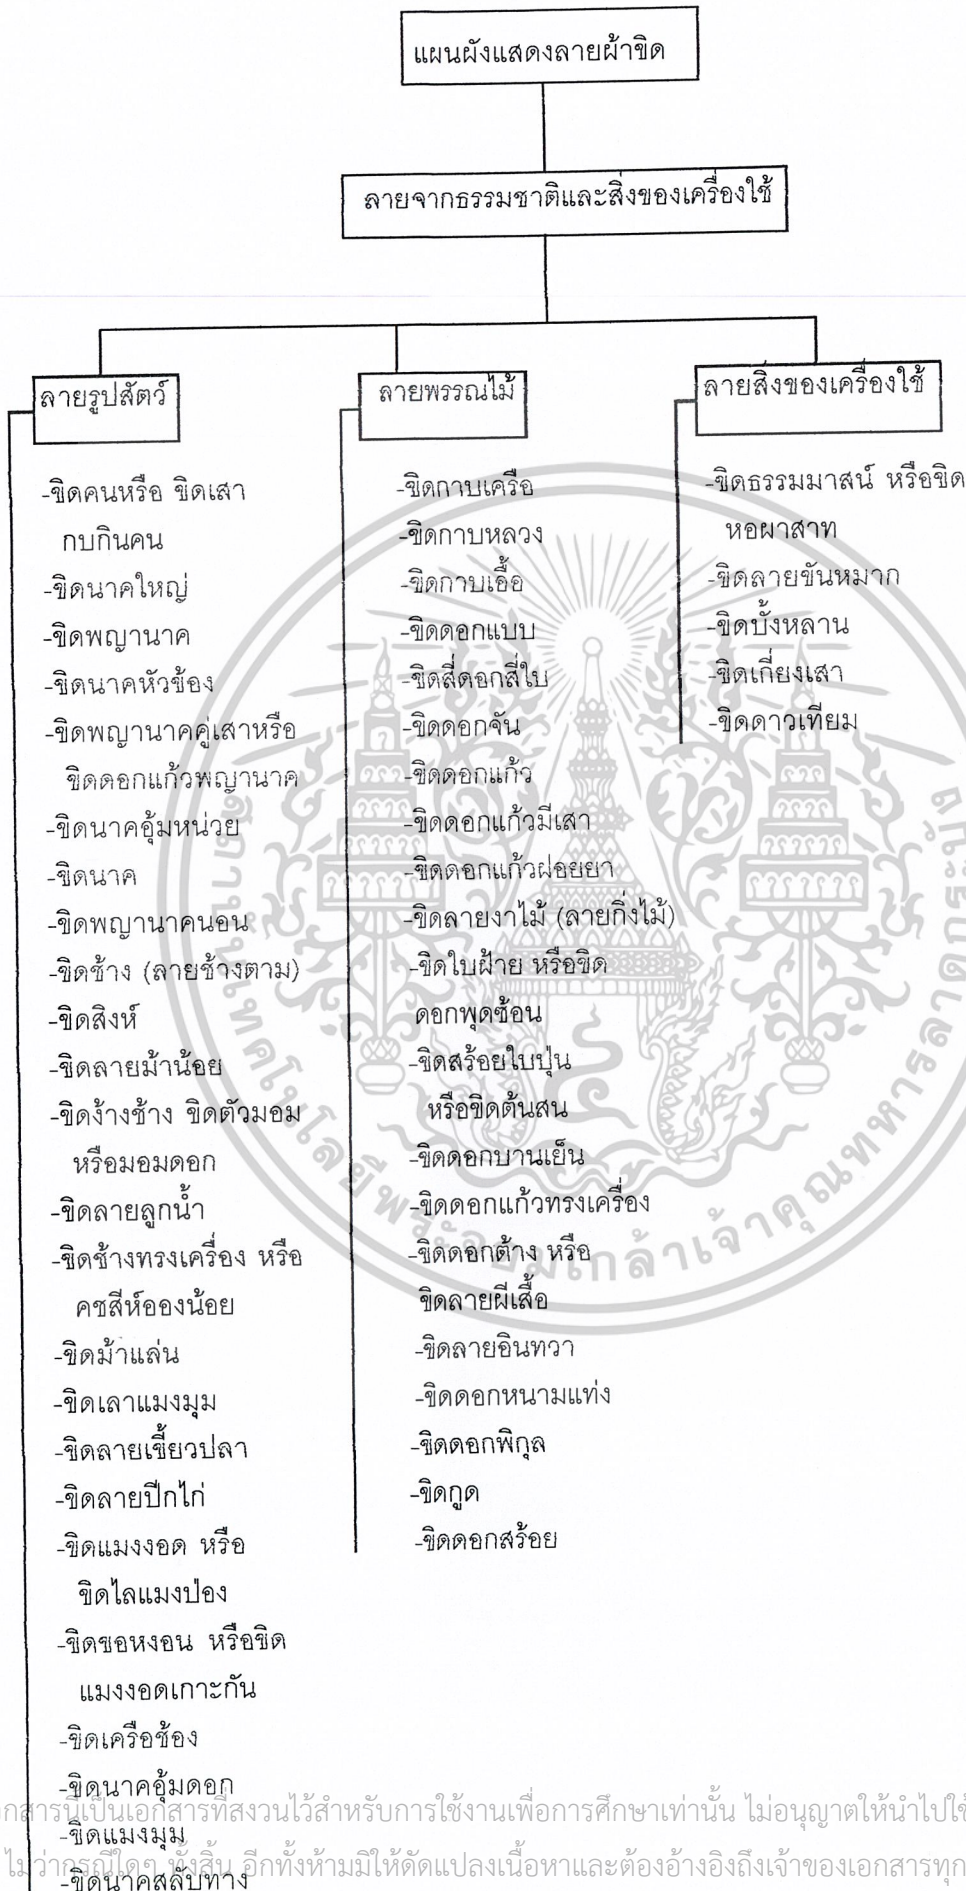 แผนผังแสดงลายผ้าขิด
ลายจากธรรมชาติและสิ่งของเครื่องใช้
ลายรูปสัตว์
-ขิดคนหรือ ขิดเสา
กบกินคน
-ขิดนาคใหญ่
-ขิดพญานาค
-ขิดนาคหัวข้อง
-ขิดพญานาคคู่เสาหรือ
ขิดดอกแก้วพญานาค
-ขิดนาคอุ้มหน่วย
-ขิดนาค
-ขิดพญานาคนอน
-ขิดช้าง (ลายช้างตาม)
-ขิดสิงห์
-ขิดลายม้าน้อย
-ขิดง้างช้าง ขิดตัวมอม
หรือมอมดอก
-ขิดลายลูกน้ำ
-ขิดช้างทรงเครื่อง หรือ
คชสีห์อองน้อย
-ขิดม้าแล่น
-ขิดเลาแมงมุม
-ขิดลายเขี้ยวปลา
-ขิดลายปีกไก่
-ขิดแมงงอด หรือ
ขิดไลแมงป่อง
-ขิดขอหงอน หรือขิด
แมงงอดเกาะกัน
-ขิดเครือซ้อง
-ขิดนาคอุ้มดอก
-ขิดแมงมุม
-ขิดนาคสลับทาง
ลายพรรณไม้
-ขิดกาบเครือ
-ขิดกาบหลวง
-ขิดกาบเอื้อ
-ขิดดอกแบบ
-ขิดสี่ดอกสี่ใบ
-ขิดดอกจัน
-ขิดดอกแก้ว
-ขิดดอกแก้วมีเสา
-ขิดดอกแก้วฝอยยา
-ขิดลายงาไม้ (ลายกิ่งไม้)
-ขิดใบฝ้าย หรือขิด
ดอกพุดซ้อน
-ขิดสร้อยใบปุ่น
หรือขิดต้นสน
-ขิดดอกบานเย็น
-ขิดดอกแก้วทรงเครื่อง
-ขิดดอกต้าง หรือ
ขิดลายผีเสื้อ
-ขิดลายอินทวา
-ขิดดอกหนามแท่ง
-ขิดดอกพิกุล
-ขิดกูด
-ขิดดอกสร้อย
ลายสิ่งของเครื่องใช้
-ขิดธรรมมาสน์ หรือขิด
หอผาสาท
-ขิดลายขันหมาก
-ขิดบั้งหลาน
-ขิดเกี่ยงเสา
-ขิดดาวเทียม
สถาบันเทคโนโลยีพระจอมเกล้าเจ้าคุณทหารลาดกระบัง
กสารนี้เป็นเอกสารที่สงวนไว้สำหรับการใช้งานเพื่อการศึกษาเท่านั้น ไม่อนุญาตให้นำไปใช้
ไม่ว่ากรณีใดๆ ทั้งสิ้น อีกทั้งห้ามมิให้ดัดแปลงเนื้อหาและต้องอ้างอิงถึงเจ้าของเอกสารทุก